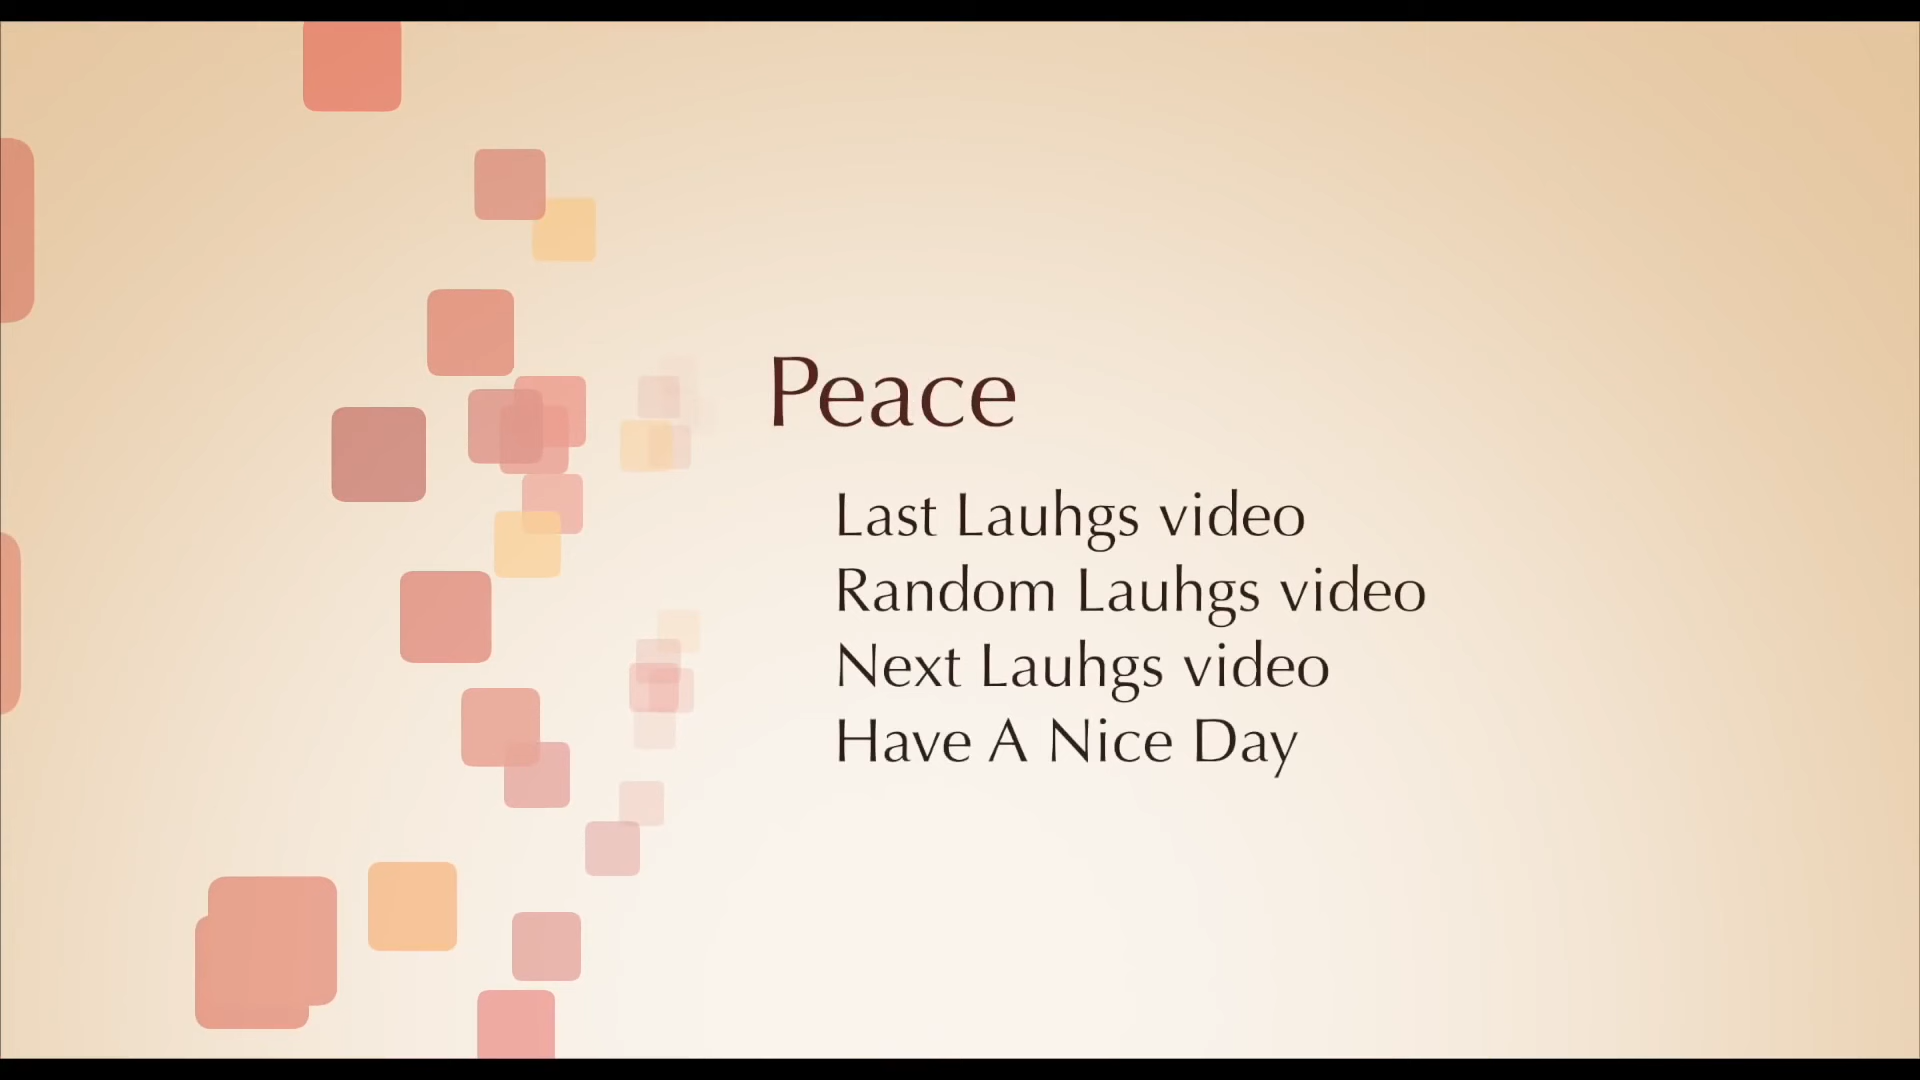 Peace
Last Lauhgs video
Random Lauhgs video
Next Lauhgs video
Have A Nice Day